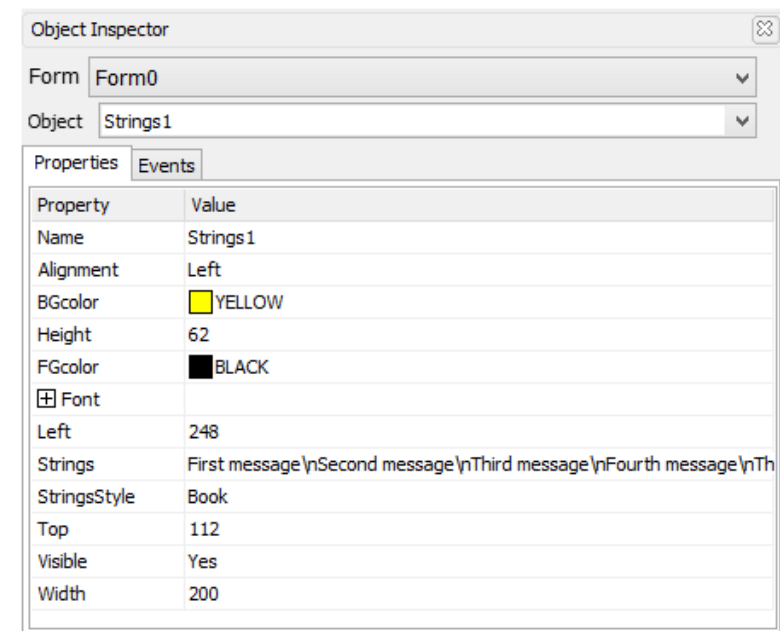 Object Inspector
Form Form0
Object Strings1
Properties Events
Property Value
Name Strings1
Alignment Left
BGcolor YELLOW
Height 62
FGcolor BLACK
Font
Left 248
Strings First message\nSecond message\nThird message\nFourth message\nTh
StringsStyle Book
Top 112
Visible Yes
Width 200